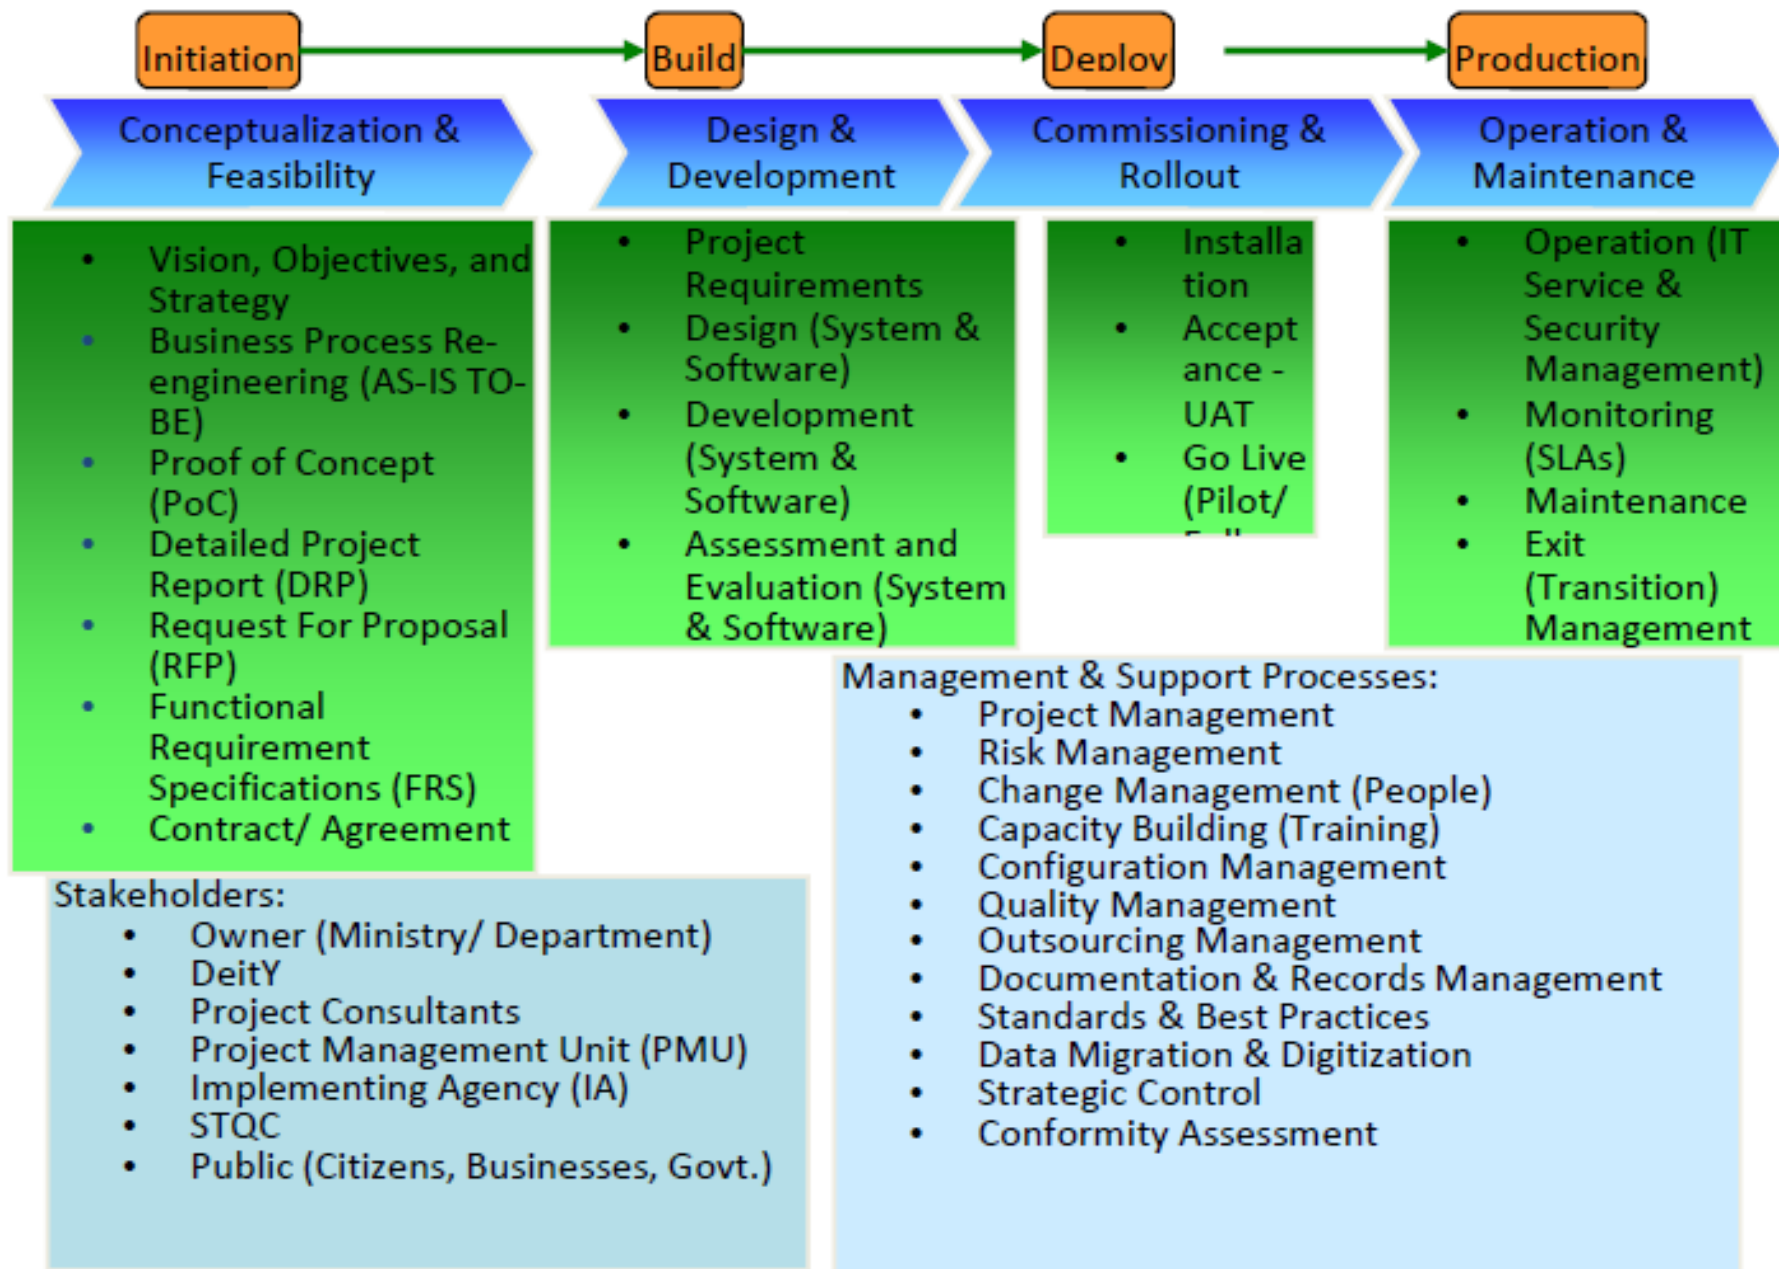 Initiation
Build
Deploy
Production
Conceptualization &
Feasibility
Design &
Development
Commissioning &
Rollout
Operation &
Maintenance
• Vision, Objectives, and
Strategy
• Business Process Re-
engineering (AS-IS TO-
BE)
• Proof of Concept
(PoC)
• Detailed Project
Report (DRP)
• Request For Proposal
(RFP)
• Functional
Requirement
Specifications (FRS)
• Contract/ Agreement
• Project
Requirements
• Design (System &
Software)
• Development
(System &
Software)
• Assessment and
Evaluation (System
& Software)
• Installa
tion
• Accept
ance -
UAT
• Go Live
(Pilot/
• Operation (IT
Service &
Security
Management)
• Monitoring
(SLAs)
• Maintenance
• Exit
(Transition)
Management
Stakeholders:
• Owner (Ministry/ Department)
• DeitY
• Project Consultants
• Project Management Unit (PMU)
• Implementing Agency (IA)
• STQC
• Public (Citizens, Businesses, Govt.)
Management & Support Processes:
• Project Management
• Risk Management
• Change Management (People)
• Capacity Building (Training)
• Configuration Management
• Quality Management
• Outsourcing Management
• Documentation & Records Management
• Standards & Best Practices
• Data Migration & Digitization
• Strategic Control
• Conformity Assessment